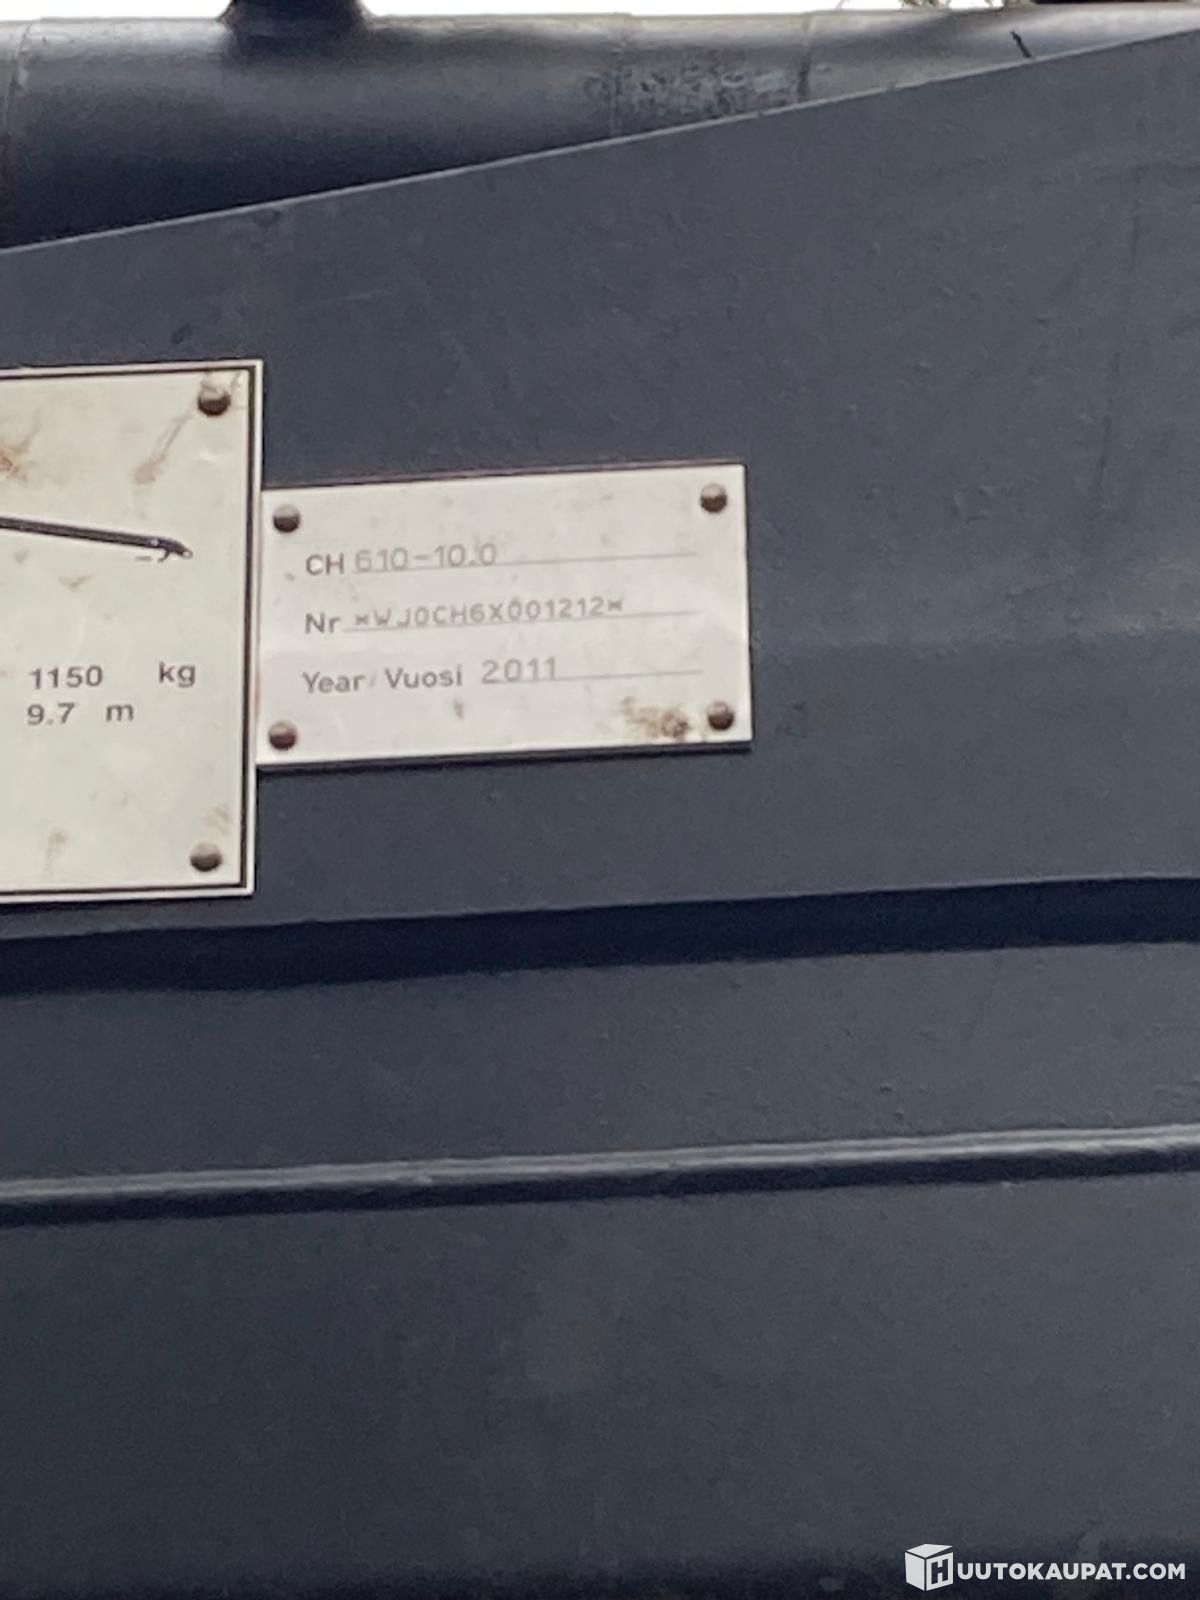 CH 610-10.0
Nr *WJ0CH6X001212*
Year/Vuosi 2011
1150 kg
9.7 m
HUUTOKAUPAT.COM